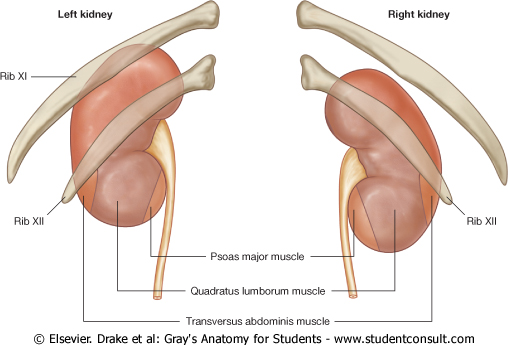 Left kidney
Right kidney
Rib XI
Rib XII
Rib XII
Psoas major muscle
Quadratus lumborum muscle
Transversus abdominis muscle
© Elsevier. Drake et al: Gray's Anatomy for Students - www.studentconsult.com